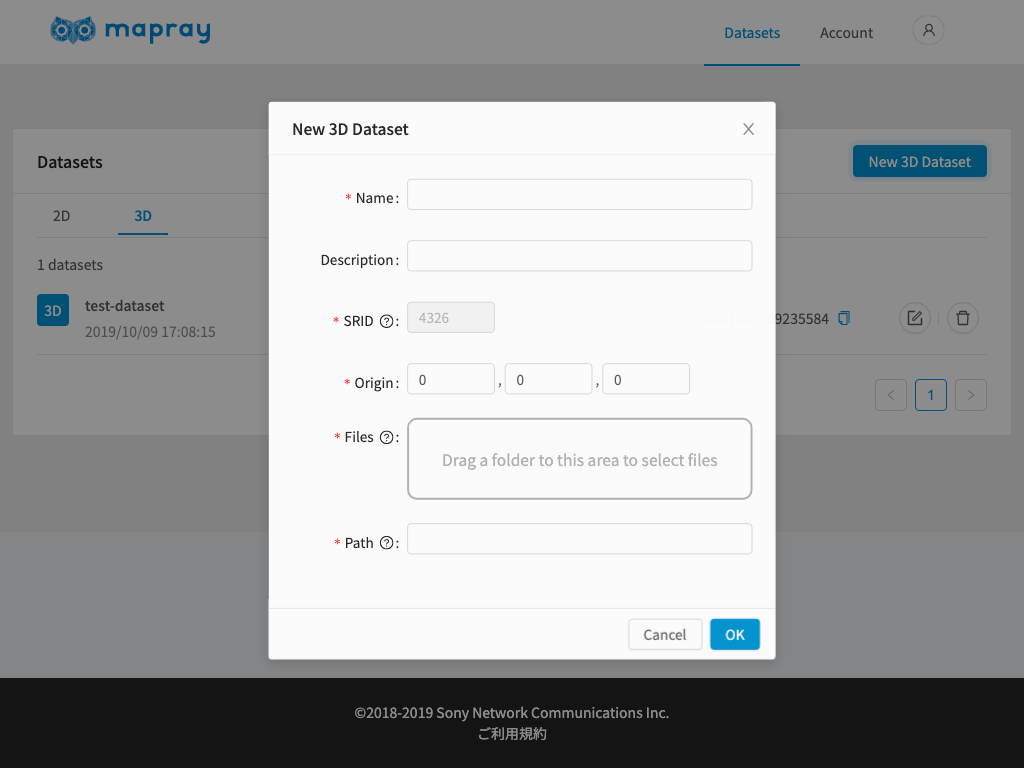 mapray
Datasets Account
New 3D Dataset
Datasets
New 3D Dataset
* Name:
2D 3D
Description:
1 datasets
3D test-dataset
* SRID : 4326
9235584
2019/10/09 17:08:15
* Origin: 0 , 0 , 0
< 1 >
* Files : Drag a folder to this area to select files
* Path :
Cancel OK
©2018-2019 Sony Network Communications Inc.
ご利用規約